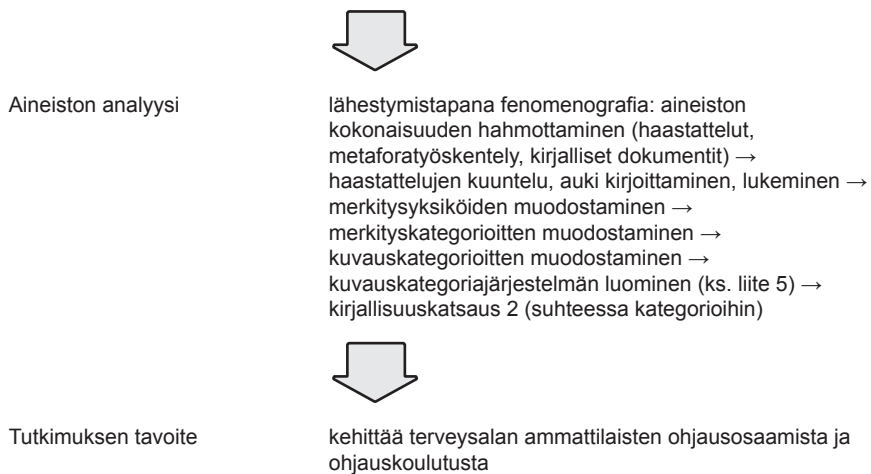 Aineiston analyysi
lähestymistapana fenomenografia: aineiston
kokonaisuuden hahmottaminen (haastattelut,
metaforatyöskentely, kirjalliset dokumentit) →
haastattelujen kuuntelu, auki kirjoittaminen, lukeminen →
merkitysyksiköiden muodostaminen →
merkityskategorioitten muodostaminen →
kuvauskategorioitten muodostaminen →
kuvauskategoriajärjestelmän luominen (ks. liite 5) →
kirjallisuuskatsaus 2 (suhteessa kategorioihin)
Tutkimuksen tavoite
kehittää terveysalan ammattilaisten ohjausosaamista ja
ohjauskoulutusta